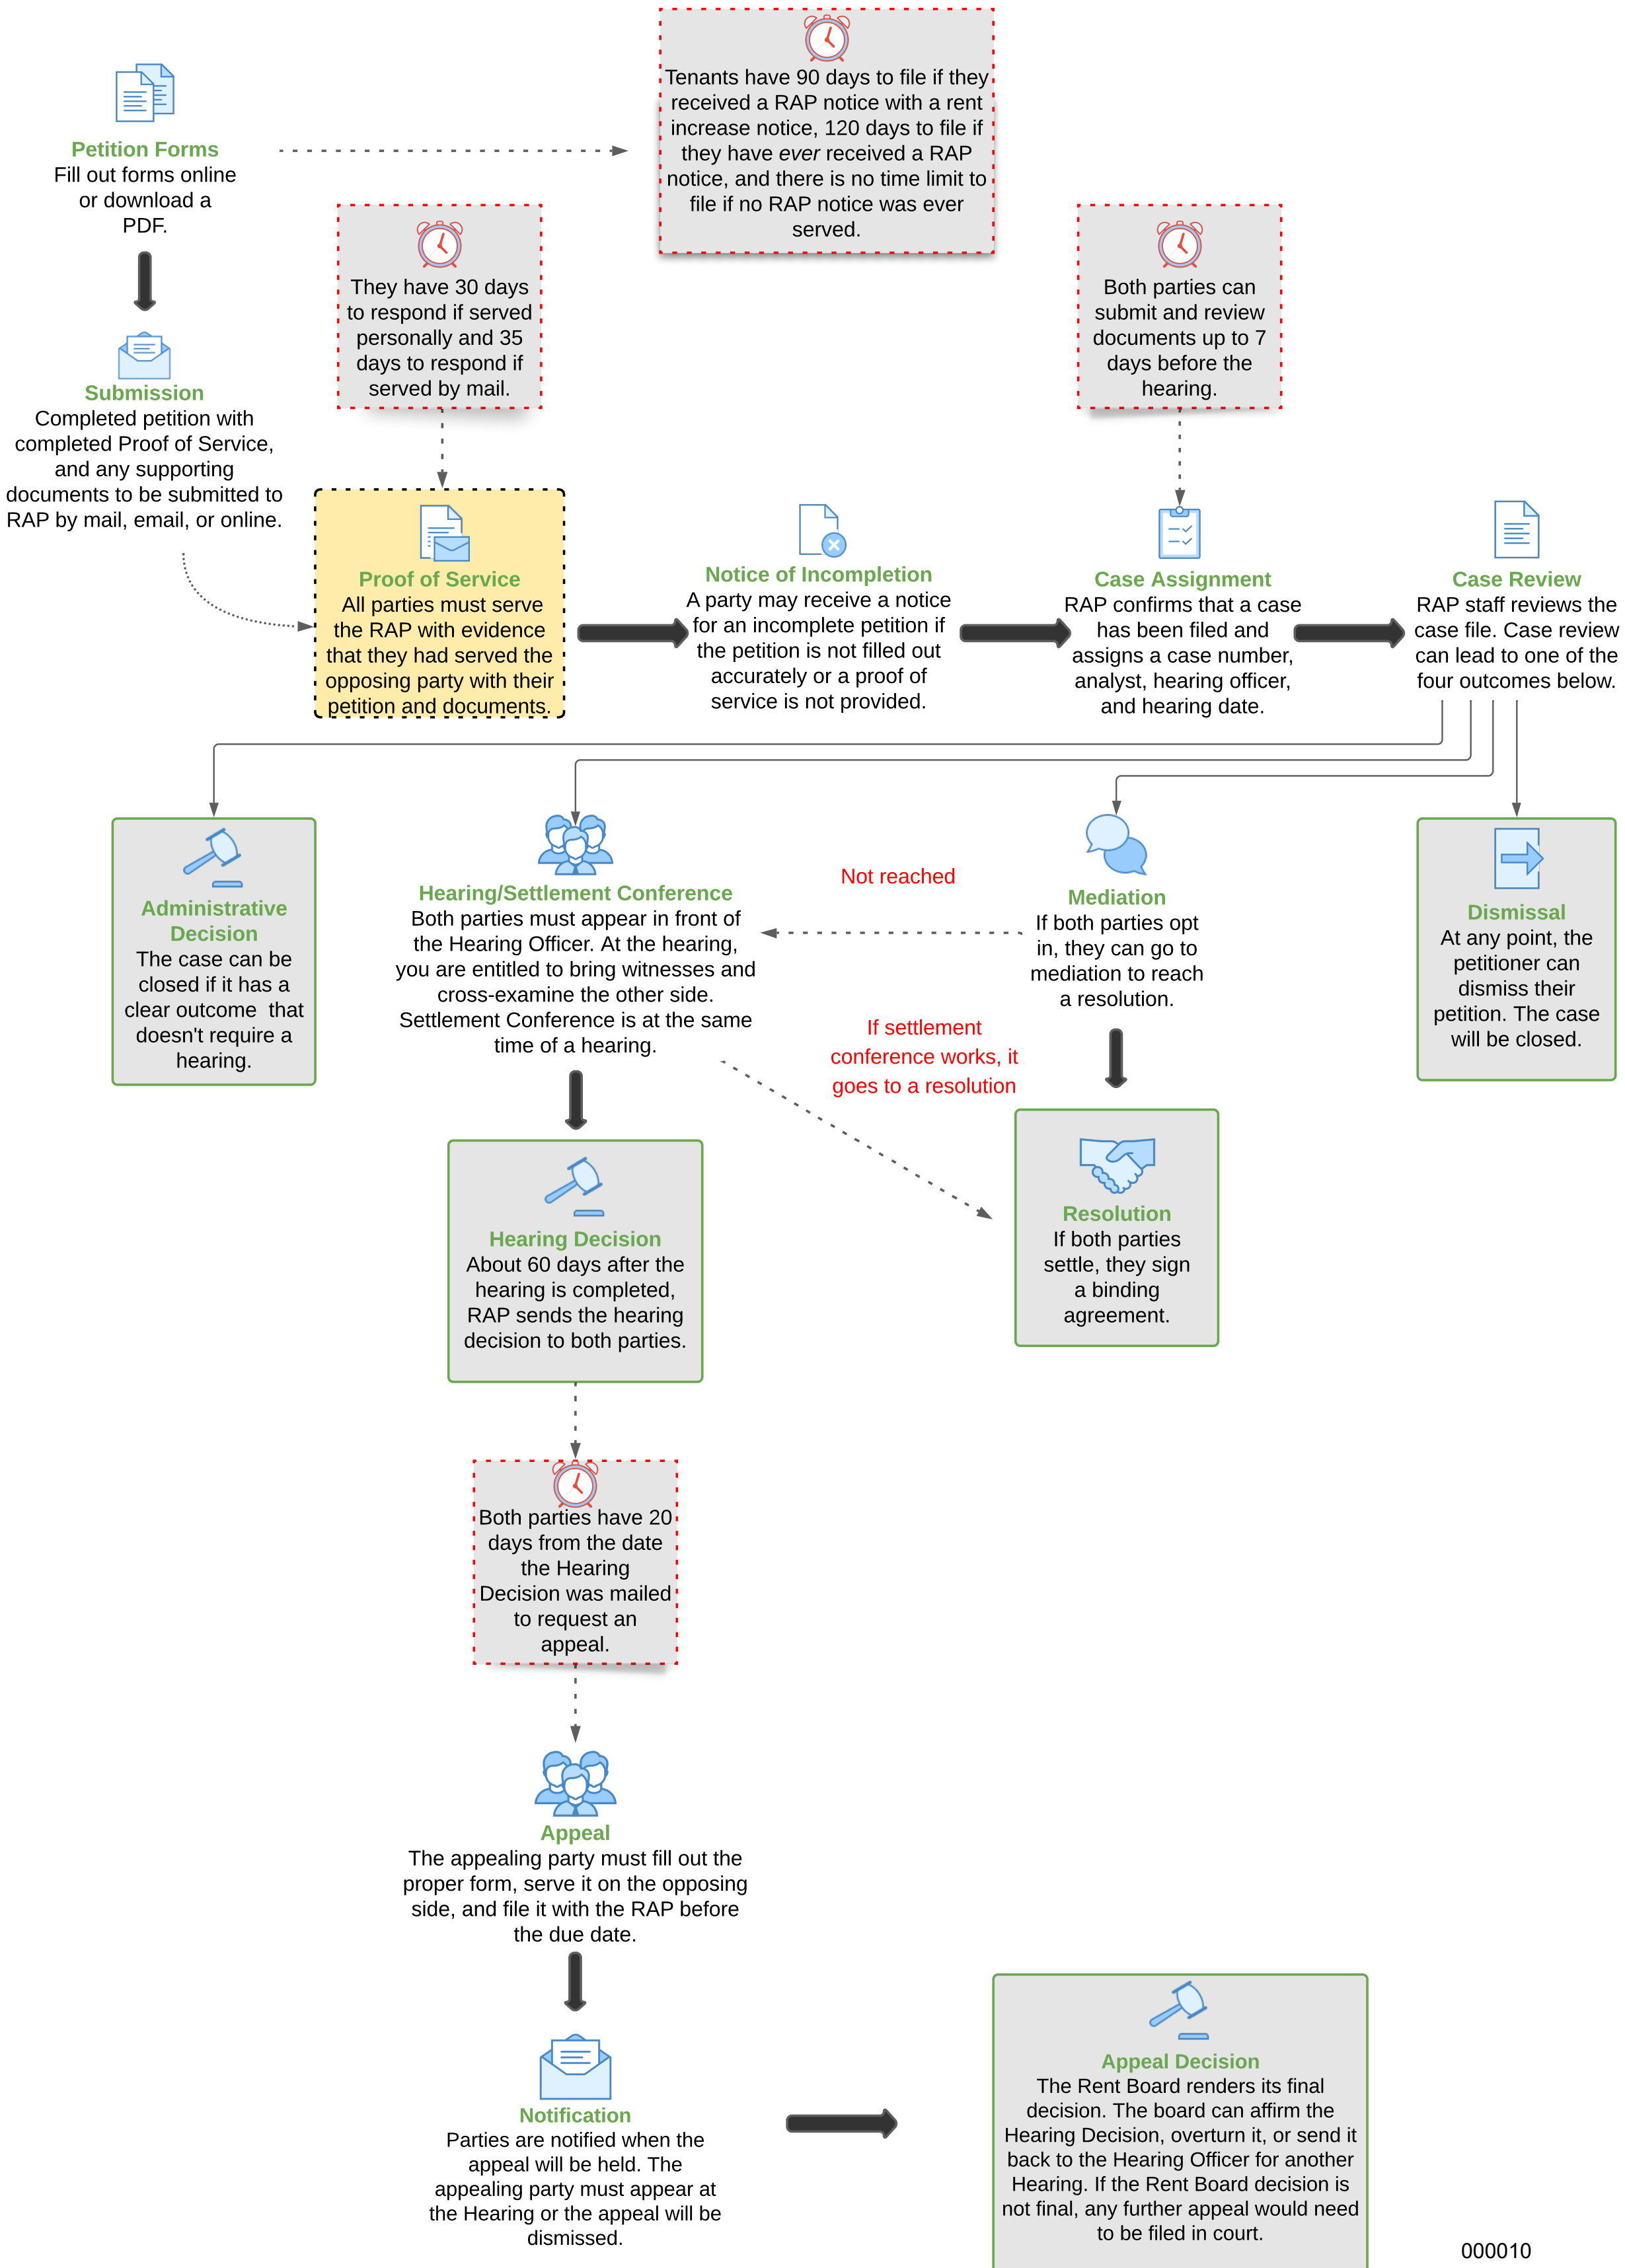 Tenants have 90 days to file if they
received a RAP notice with a rent
increase notice, 120 days to file if
they have ever received a RAP
notice, and there is no time limit to
file if no RAP notice was ever
served.
Petition Forms
Fill out forms online
or download a
PDF.
They have 30 days
to respond if served
personally and 35
days to respond if
served by mail.
Both parties can
submit and review
documents up to 7
days before the
hearing.
Submission
Completed petition with
completed Proof of Service,
and any supporting
documents to be submitted to
RAP by mail, email, or online.
Proof of Service
All parties must serve
the RAP with evidence
that they had served the
opposing party with their
petition and documents.
Notice of Incompletion
A party may receive a notice
for an incomplete petition if
the petition is not filled out
accurately or a proof of
service is not provided.
Case Assignment
RAP confirms that a case
has been filed and
assigns a case number,
analyst, hearing officer,
and hearing date.
Case Review
RAP staff reviews the
case file. Case review
can lead to one of the
four outcomes below.
Administrative
Decision
The case can be
closed if it has a
clear outcome  that
doesn't require a
hearing.
Hearing/Settlement Conference
Both parties must appear in front of
the Hearing Officer. At the hearing,
you are entitled to bring witnesses and
cross-examine the other side.
Settlement Conference is at the same
time of a hearing.
Not reached
Mediation
If both parties opt
in, they can go to
mediation to reach
a resolution.
Dismissal
At any point, the
petitioner can
dismiss their
petition. The case
will be closed.
If settlement
conference works, it
goes to a resolution
Hearing Decision
About 60 days after the
hearing is completed,
RAP sends the hearing
decision to both parties.
Resolution
If both parties
settle, they sign
a binding
agreement.
Both parties have 20
days from the date
the Hearing
Decision was mailed
to request an
appeal.
Appeal
The appealing party must fill out the
proper form, serve it on the opposing
side, and file it with the RAP before
the due date.
Notification
Parties are notified when the
appeal will be held. The
appealing party must appear at
the Hearing or the appeal will be
dismissed.
Appeal Decision
The Rent Board renders its final
decision. The board can affirm the
Hearing Decision, overturn it, or send it
back to the Hearing Officer for another
Hearing. If the Rent Board decision is
not final, any further appeal would need
to be filed in court.
000010